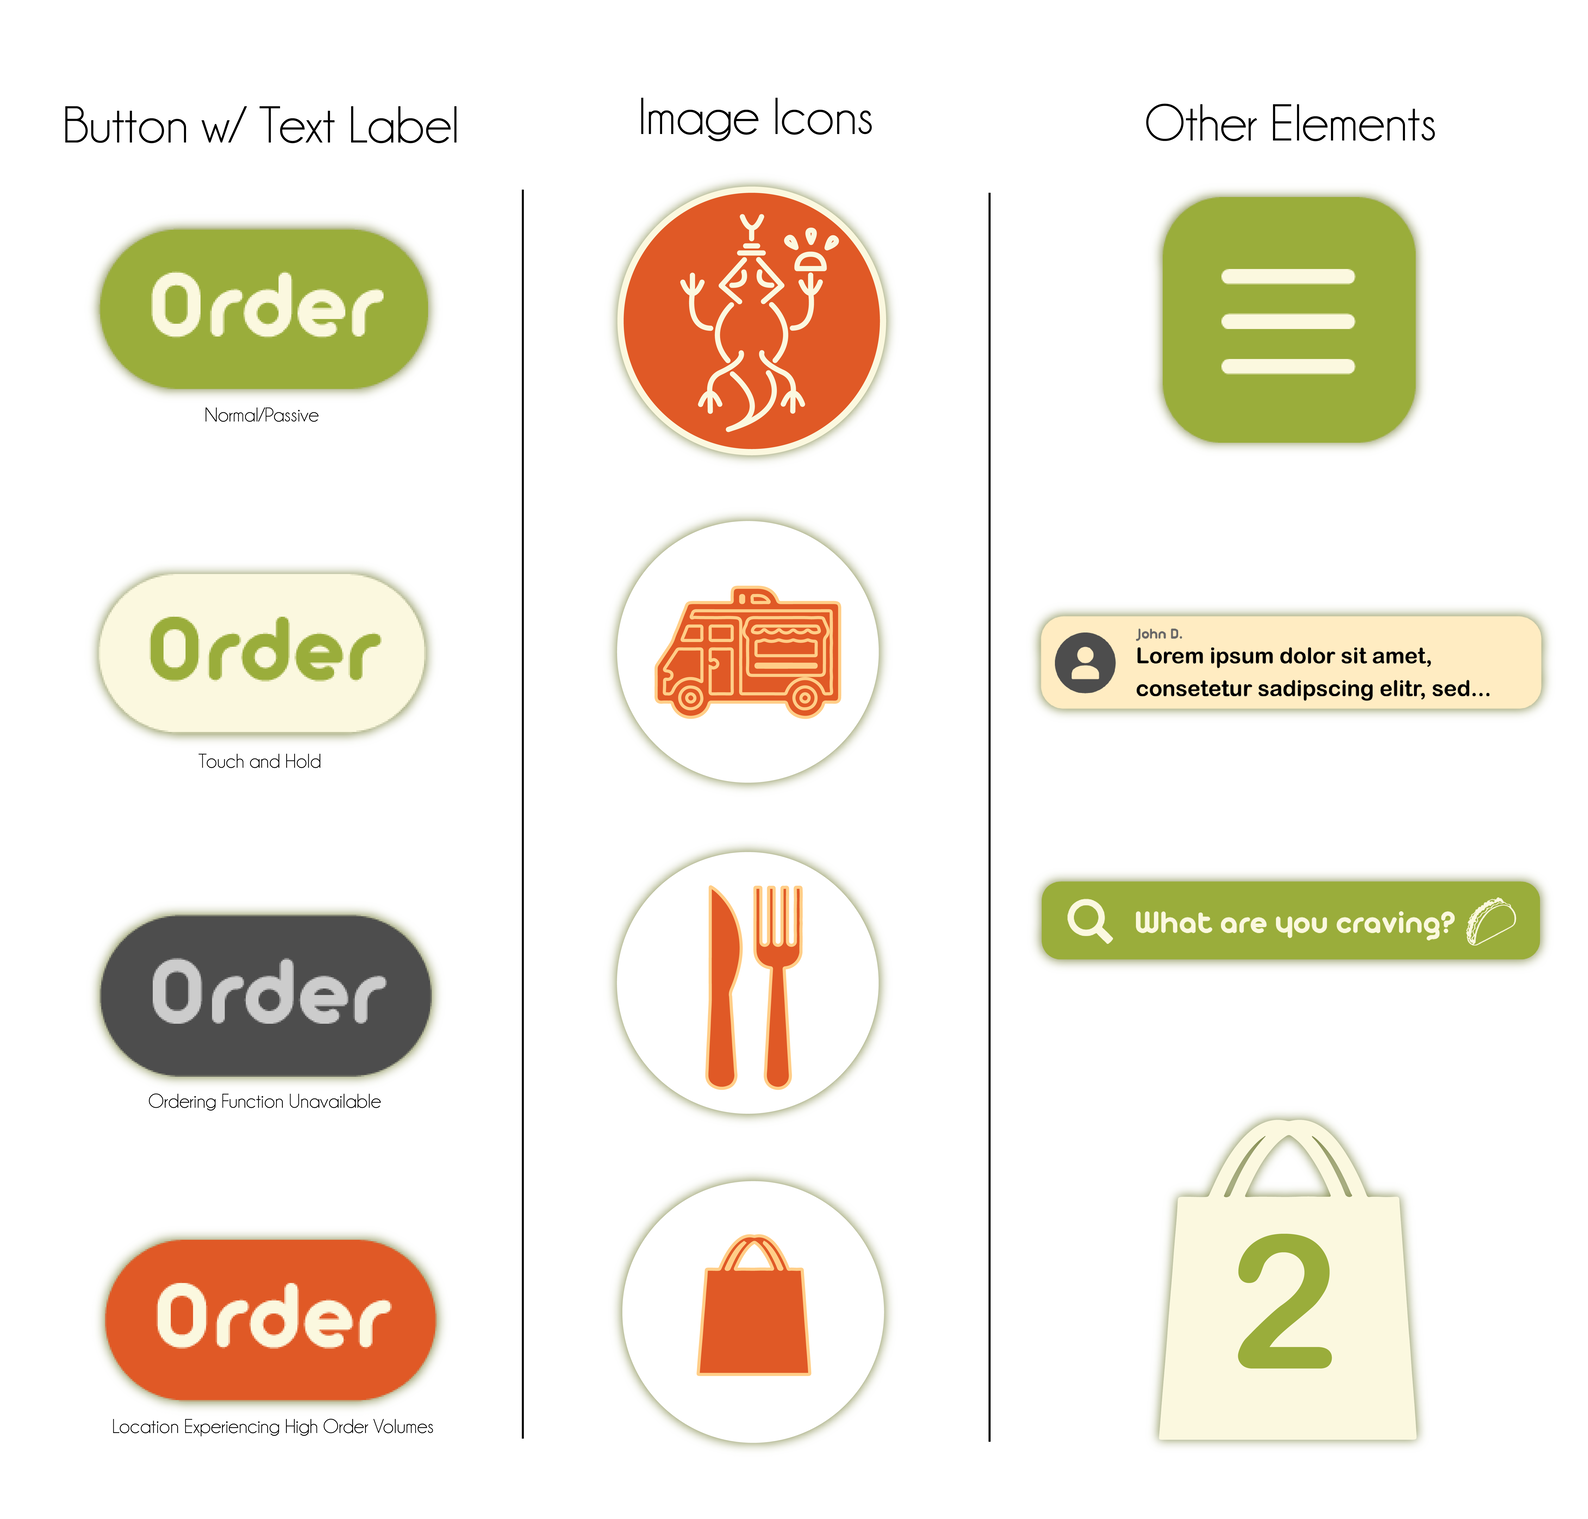 Button w/ Text Label
Order
Normal/Passive
Order
Touch and Hold
Order
Ordering Function Unavailable
Order
Location Experiencing High Order Volumes
Image Icons
Other Elements
John D.
Lorem ipsum dolor sit amet,
consetetur sadipscing elitr, sed...
What are you craving?
2